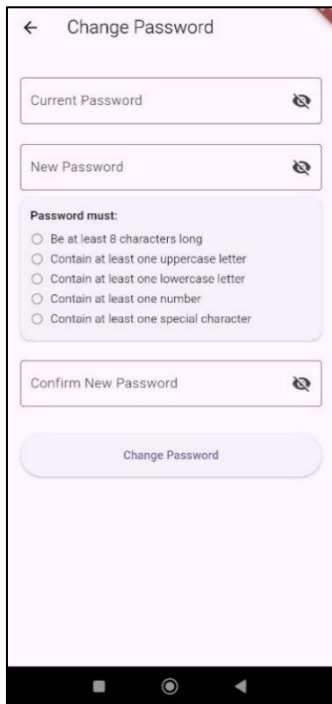 Change Password
Current Password
New Password
Password must:
Be at least 8 characters long
Contain at least one uppercase letter
Contain at least one lowercase letter
Contain at least one number
Contain at least one special character
Confirm New Password
Change Password